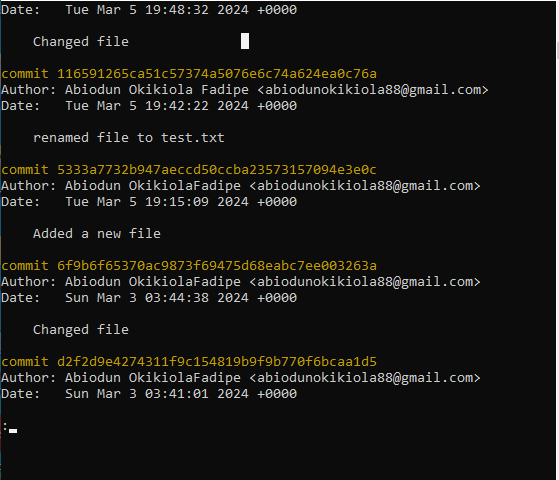 Date:   Tue Mar 5 19:48:32 2024 +0000
Changed file
commit 116591265ca51c57374a5076e6c74a624ea0c76a
Author: Abiodun Okikiola Fadipe <abiodunokikiola88@gmail.com>
Date:   Tue Mar 5 19:42:22 2024 +0000
renamed file to test.txt
commit 5333a7732b947aeccd50ccba23573157094e3e0c
Author: Abiodun OkikiolaFadipe <abiodunokikiola88@gmail.com>
Date:   Tue Mar 5 19:15:09 2024 +0000
Added a new file
commit 6f9b6f65370ac9873f69475d68eabc7ee003263a
Author: Abiodun OkikiolaFadipe <abiodunokikiola88@gmail.com>
Date:   Sun Mar 3 03:44:38 2024 +0000
Changed file
commit d2f2d9e4274311f9c154819b9f9b770f6bcaa1d5
Author: Abiodun OkikiolaFadipe <abiodunokikiola88@gmail.com>
Date:   Sun Mar 3 03:41:01 2024 +0000
: